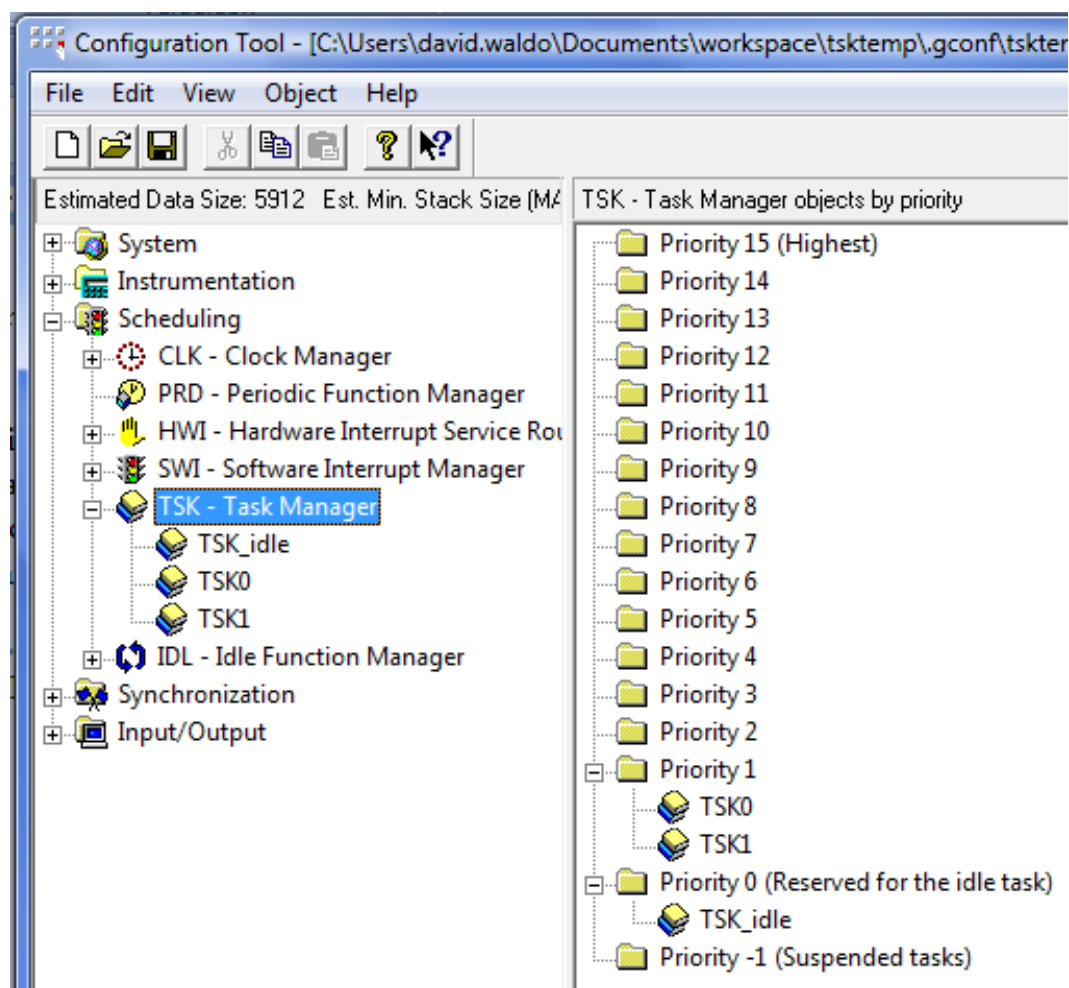 Configuration Tool - [C:\Users\david.waldo\Documents\workspace\tsktemp\.gconf\tskter
File Edit View Object Help
Estimated Data Size: 5912 Est. Min. Stack Size (MA
System
Instrumentation
Scheduling
CLK - Clock Manager
PRD - Periodic Function Manager
HWI - Hardware Interrupt Service Rou
SWI - Software Interrupt Manager
TSK - Task Manager
TSK_idle
TSK0
TSK1
IDL - Idle Function Manager
Synchronization
Input/Output
TSK - Task Manager objects by priority
Priority 15 (Highest)
Priority 14
Priority 13
Priority 12
Priority 11
Priority 10
Priority 9
Priority 8
Priority 7
Priority 6
Priority 5
Priority 4
Priority 3
Priority 2
Priority 1
TSK0
TSK1
Priority 0 (Reserved for the idle task)
TSK_idle
Priority -1 (Suspended tasks)